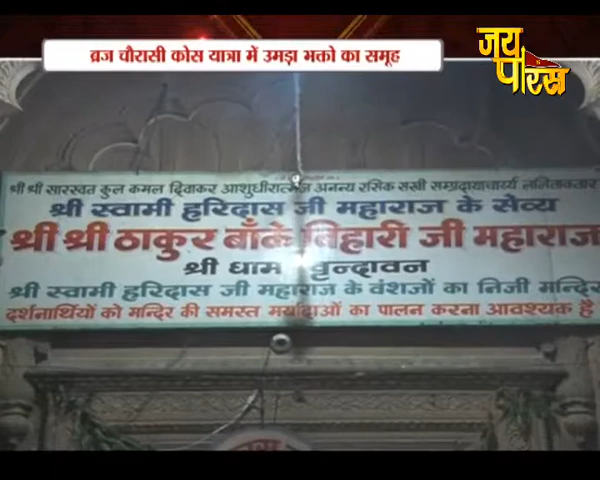 व्रज चौरासी कोस यात्रा में उमड़ा भक्तो का समूह
जय
पारस
श्री श्री सारस्वत कुल कमल दिवाकर आशुधीरात्मज अनन्य रसिक सखी सम्प्रदायाचार्य्य ललितावतार
श्री स्वामी हरिदास जी महाराज के सेव्य
श्री श्री ठाकुर बाँके बिहारी जी महाराज
श्री धाम वृन्दावन
श्री स्वामी हरिदास जी महाराज के वंशजों का निजी मन्दिर
दर्शनार्थियों को मन्दिर की समस्त मर्यादाओं का पालन करना आवश्यक है